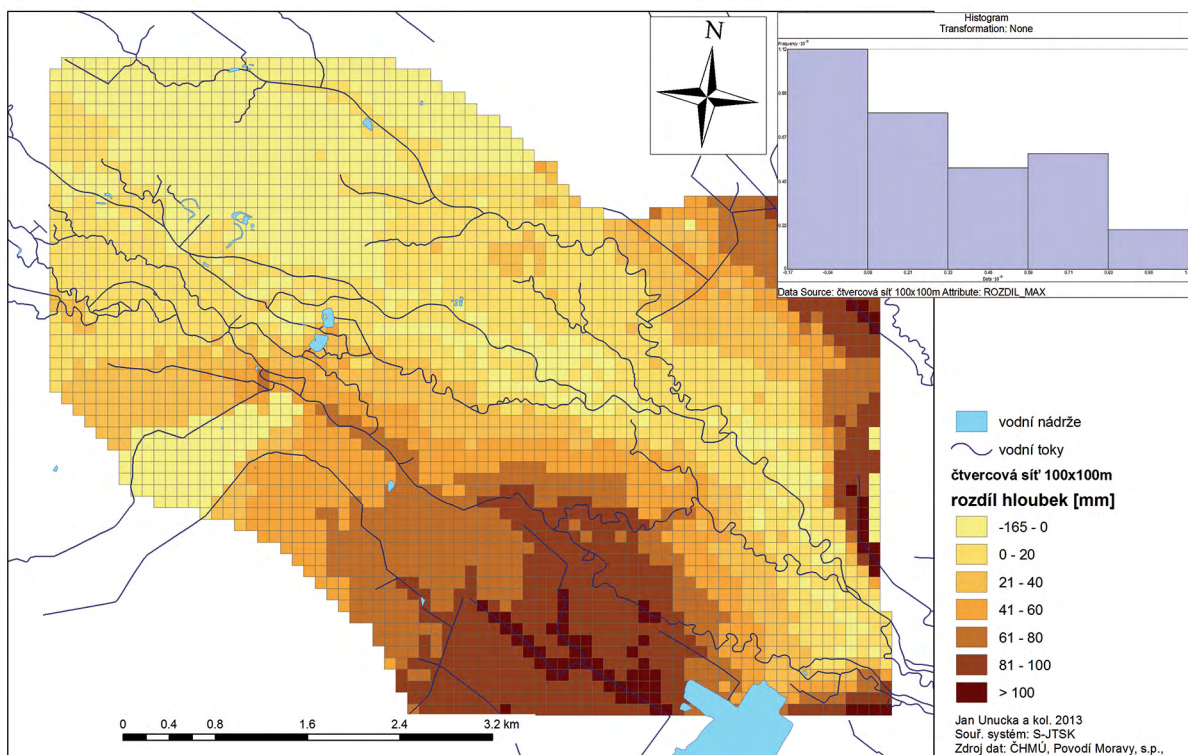 N
Histogram
Transformation: None
Data Source: čtvercová síť 100x100m Attribute: ROZDIL_MAX
vodní nádrže
vodní toky
čtvercová síť 100x100m
rozdíl hloubek [mm]
-165 - 0
0 - 20
21 - 40
41 - 60
61 - 80
81 - 100
> 100
0 0.4 0.8 1.6 2.4 3.2 km
Jan Unucka a kol. 2013
Souř. systém: S-JTSK
Zdroj dat: ČHMÚ, Povodí Moravy, s.p.,